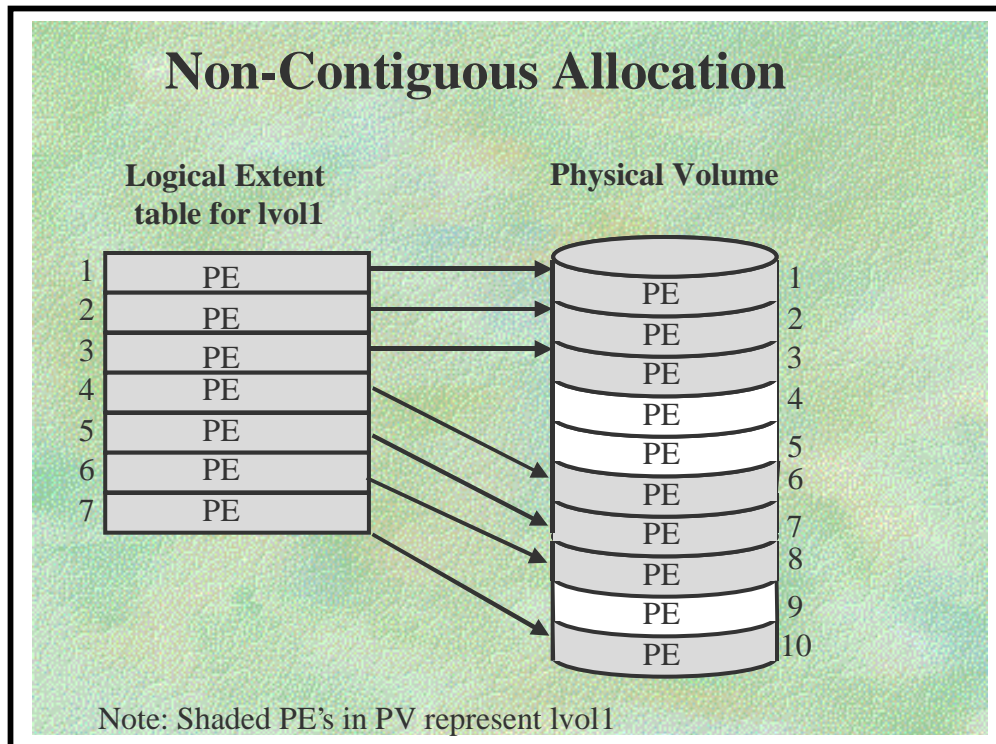 Non-Contiguous Allocation
Logical Extent
table for lvol1
1 PE
2 PE
3 PE
4 PE
5 PE
6 PE
7 PE
Physical Volume
PE 1
PE 2
PE 3
PE 4
PE 5
PE 6
PE 7
PE 8
PE 9
PE 10
Note: Shaded PE's in PV represent lvol1